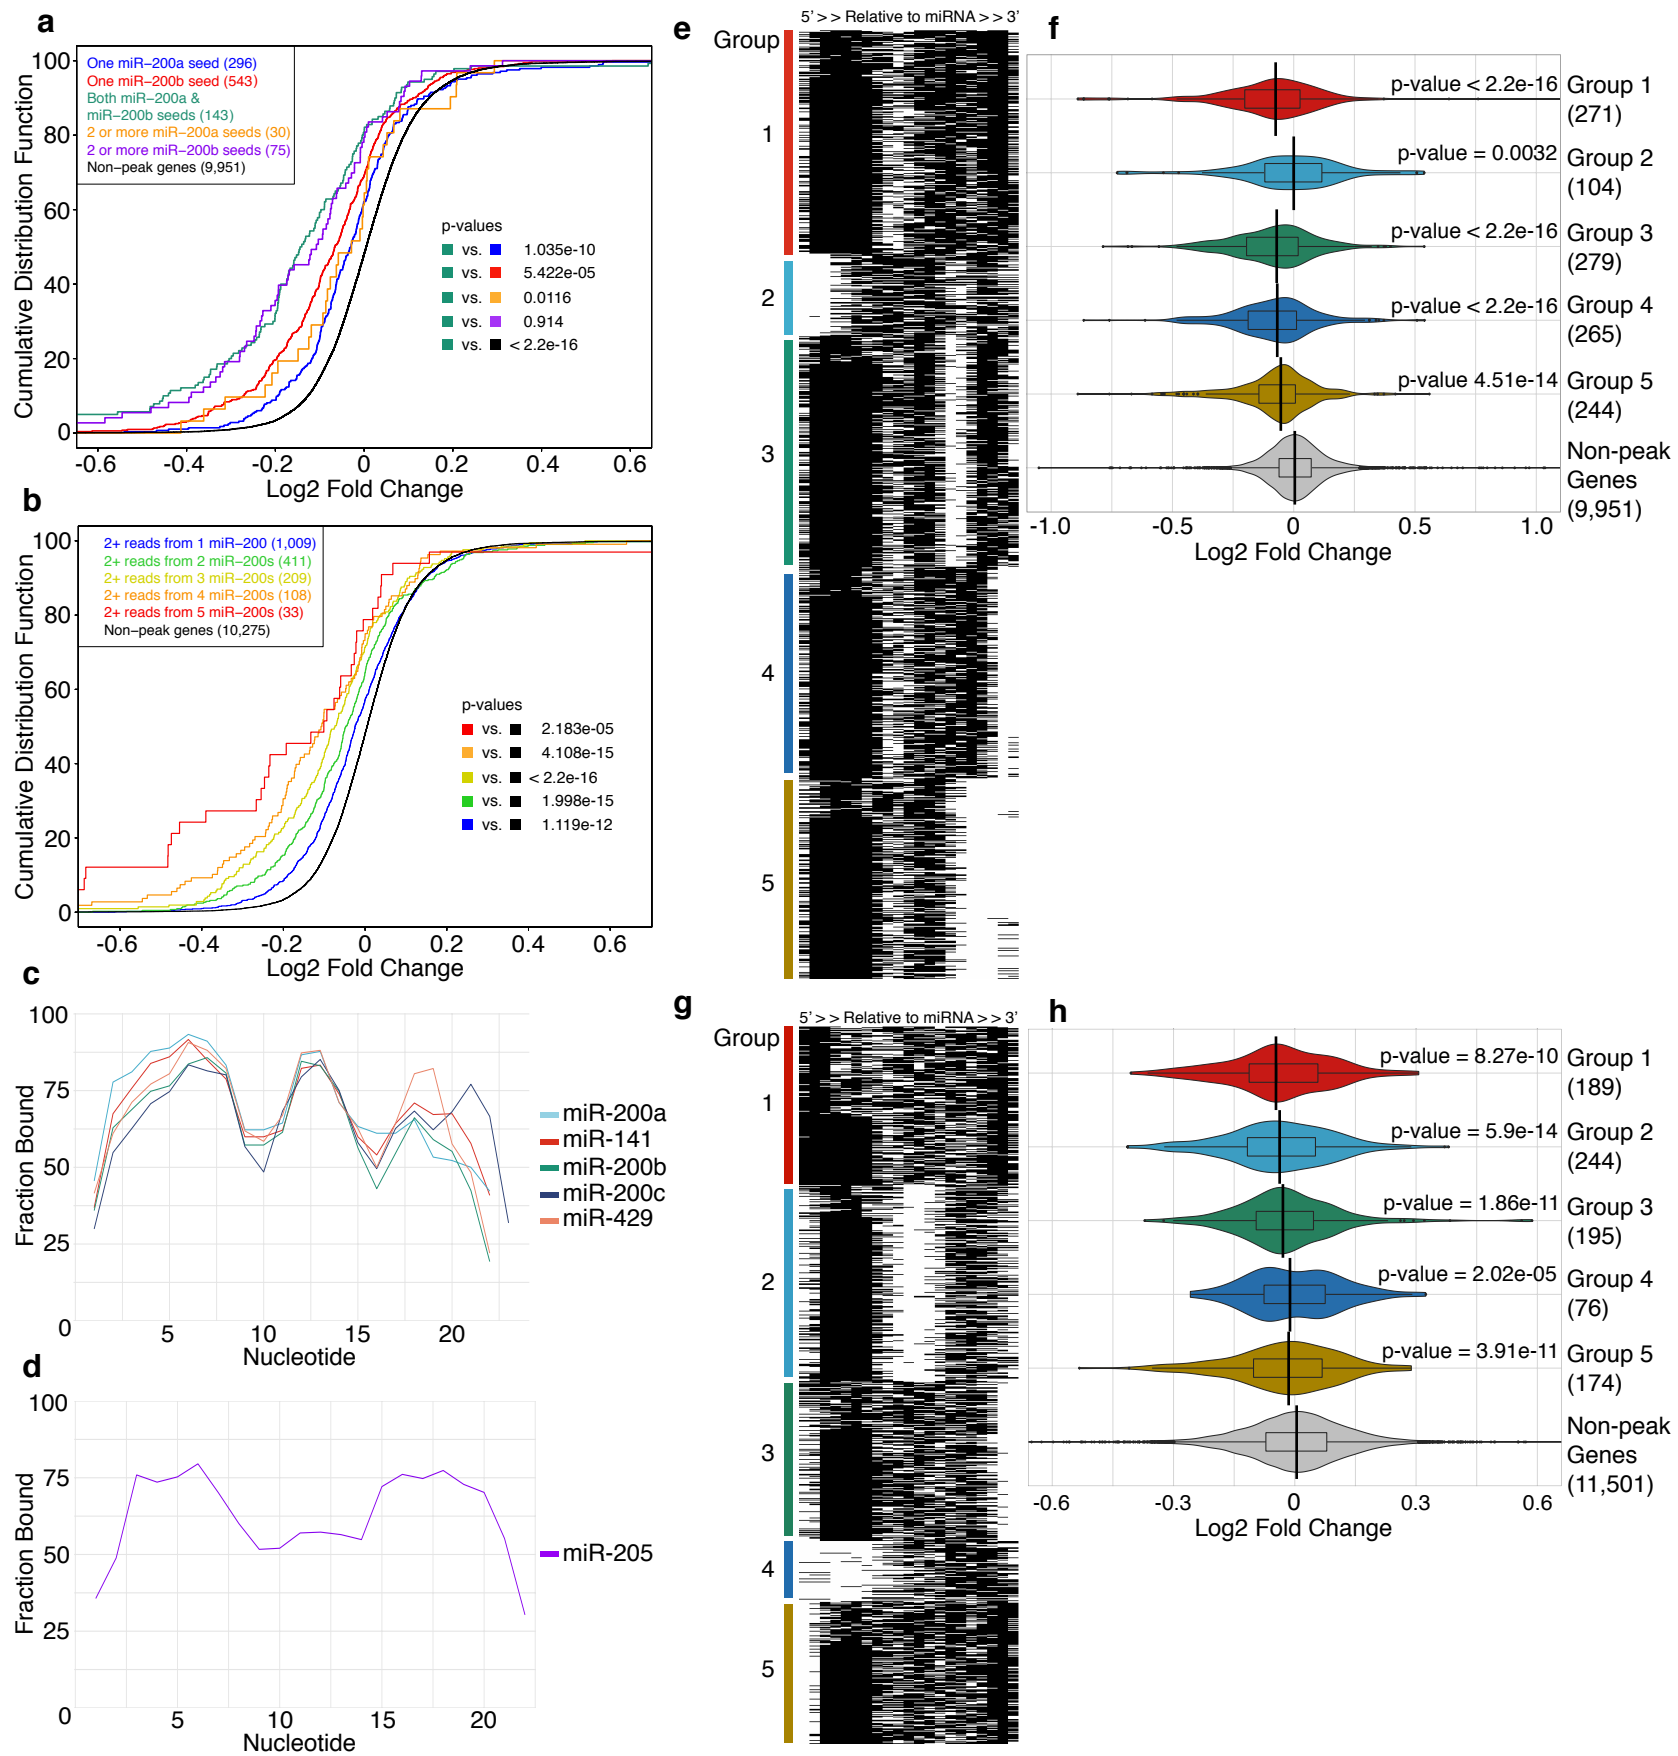 a
100
80
60
40
20
0
Cumulative Distribution Function
One miR−200a seed (296)
One miR−200b seed (543)
Both miR−200a &
miR−200b seeds (143)
2 or more miR−200a seeds (30)
2 or more miR−200b seeds (75)
Non−peak genes (9,951)
p-values
vs. 1.035e-10
vs. 5.422e-05
vs. 0.0116
vs. 0.914
vs. < 2.2e-16
-0.6 -0.4 -0.2 0 0.2 0.4 0.6
Log2 Fold Change
b
100
80
60
40
20
0
Cumulative Distribution Function
2+ reads from 1 miR−200 (1,009)
2+ reads from 2 miR−200s (411)
2+ reads from 3 miR−200s (209)
2+ reads from 4 miR−200s (108)
2+ reads from 5 miR−200s (33)
Non−peak genes (10,275)
p-values
vs. 2.183e-05
vs. 4.108e-15
vs. < 2.2e-16
vs. 1.998e-15
vs. 1.119e-12
-0.6 -0.4 -0.2 0 0.2 0.4 0.6
Log2 Fold Change
c
100
75
50
25
0
Fraction Bound
5 10 15 20
Nucleotide
miR-200a
miR-141
miR-200b
miR-200c
miR-429
d
100
75
50
25
0
Fraction Bound
5 10 15 20
Nucleotide
miR-205
e
5' > > Relative to miRNA > > 3'
Group
1
2
3
4
5
f
p-value < 2.2e-16
Group 1
(271)
p-value = 0.0032
Group 2
(104)
p-value < 2.2e-16
Group 3
(279)
p-value < 2.2e-16
Group 4
(265)
p-value 4.51e-14
Group 5
(244)
Non-peak
Genes
(9,951)
-1.0 -0.5 0 0.5 1.0
Log2 Fold Change
g
5' > > Relative to miRNA > > 3'
Group
1
2
3
4
5
h
p-value = 8.27e-10
Group 1
(189)
p-value = 5.9e-14
Group 2
(244)
p-value = 1.86e-11
Group 3
(195)
p-value = 2.02e-05
Group 4
(76)
p-value = 3.91e-11
Group 5
(174)
Non-peak
Genes
(11,501)
-0.6 -0.3 0 0.3 0.6
Log2 Fold Change